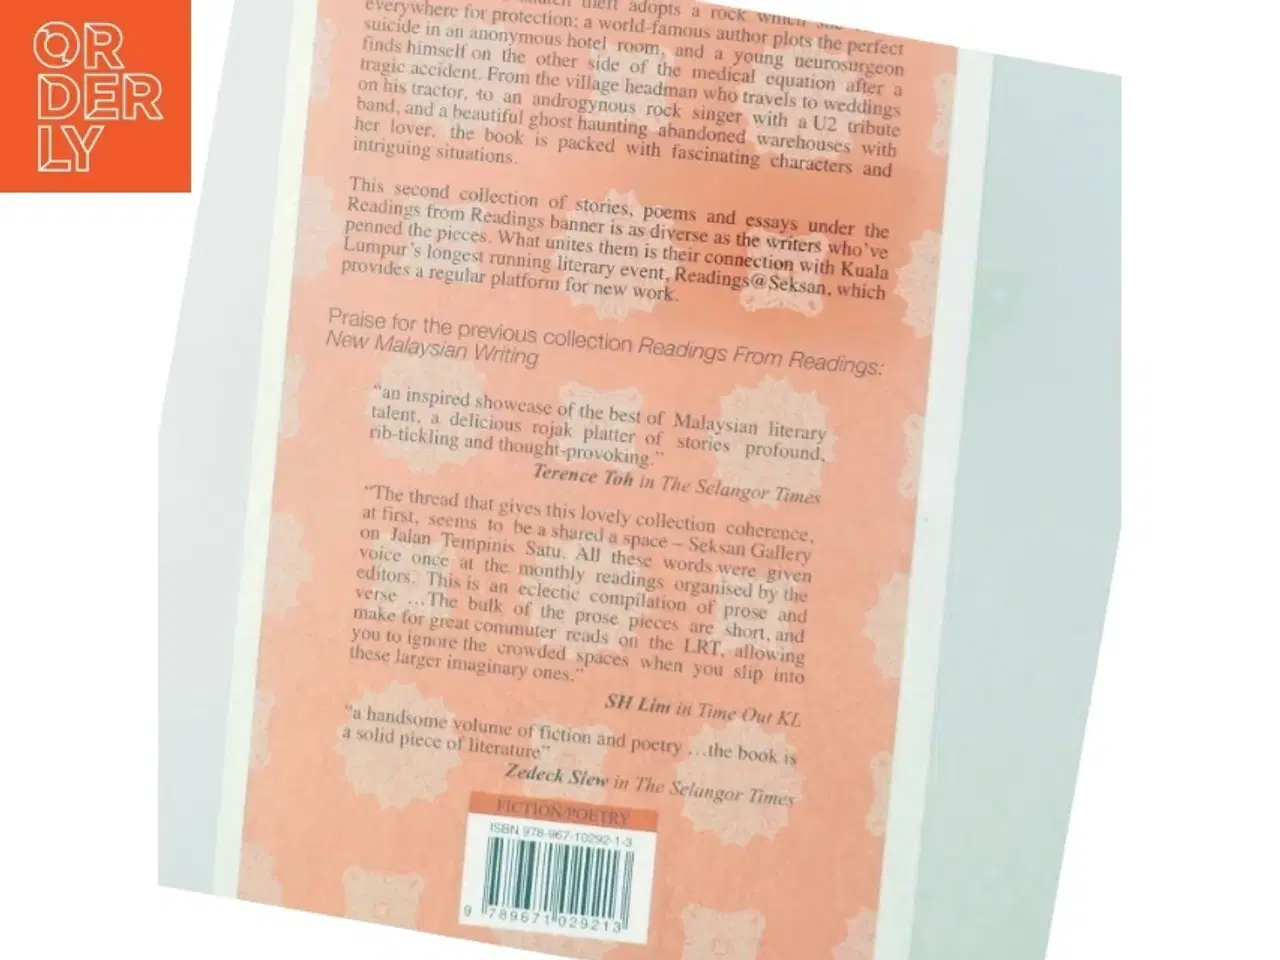 OR
DER
LY
theft adopts a rock which
everywhere for protection; a world-famous author plots the perfect
suicide in an anonymous hotel room, and a young neurosurgeon
finds himself on the other side of the medical equation after a
tragic accident. From the village headman who travels to weddings
on his tractor, to an androgynous rock singer with a U2 tribute
band, and a beautiful ghost haunting abandoned warehouses with
her lover, the book is packed with fascinating characters and
intriguing situations.
This second collection of stories, poems and essays under the
Readings from Readings banner is as diverse as the writers who've
penned the pieces. What unites them is their connection with Kuala
Lumpur's longest running literary event, Readings@Seksan, which
provides a regular platform for new work.
Praise for the previous collection Readings From Readings:
New Malaysian Writing
"an inspired showcase of the best of Malaysian literary
talent, a delicious rojak platter of stories profound,
rib-tickling and thought-provoking."
Terence Toh in The Selangor Times
"The thread that gives this lovely collection coherence,
at first, seems to be a shared a space – Seksan Gallery
on Jalan Tempinis Satu. All these words were given
voice once at the monthly readings organised by the
editors. This is an eclectic compilation of prose and
verse ...The bulk of the prose pieces are short, and
make for great commuter reads on the LRT, allowing
you to ignore the crowded spaces when you slip into
these larger imaginary ones."
SH Lim in Time Out KL
"a handsome volume of fiction and poetry ...the book is
a solid piece of literature"
Zedeck Siew in The Selangor Times
FICTION/POETRY
ISBN 978-967-10292-1-3
9 789671 029213